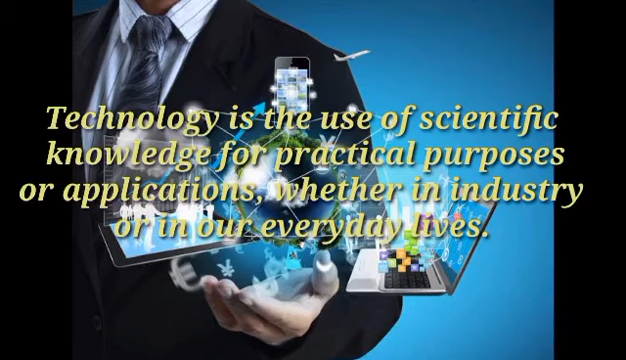 Technology is the use of scientific
knowledge for practical purposes
or applications, whether in industry
or in our everyday lives.